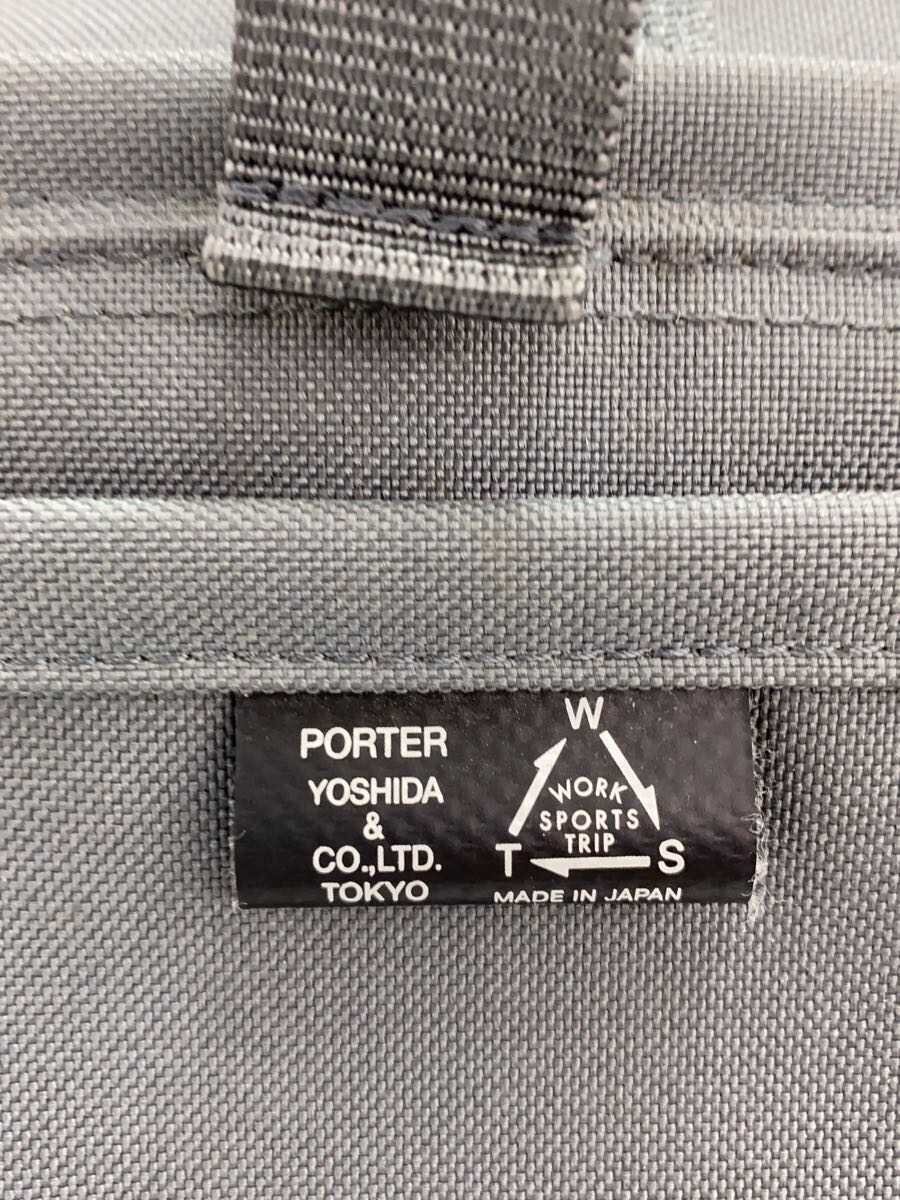 PORTER
YOSHIDA
&
CO.,LTD.
TOKYO
W
WORK
SPORTS
TRIP
T S
MADE IN JAPAN